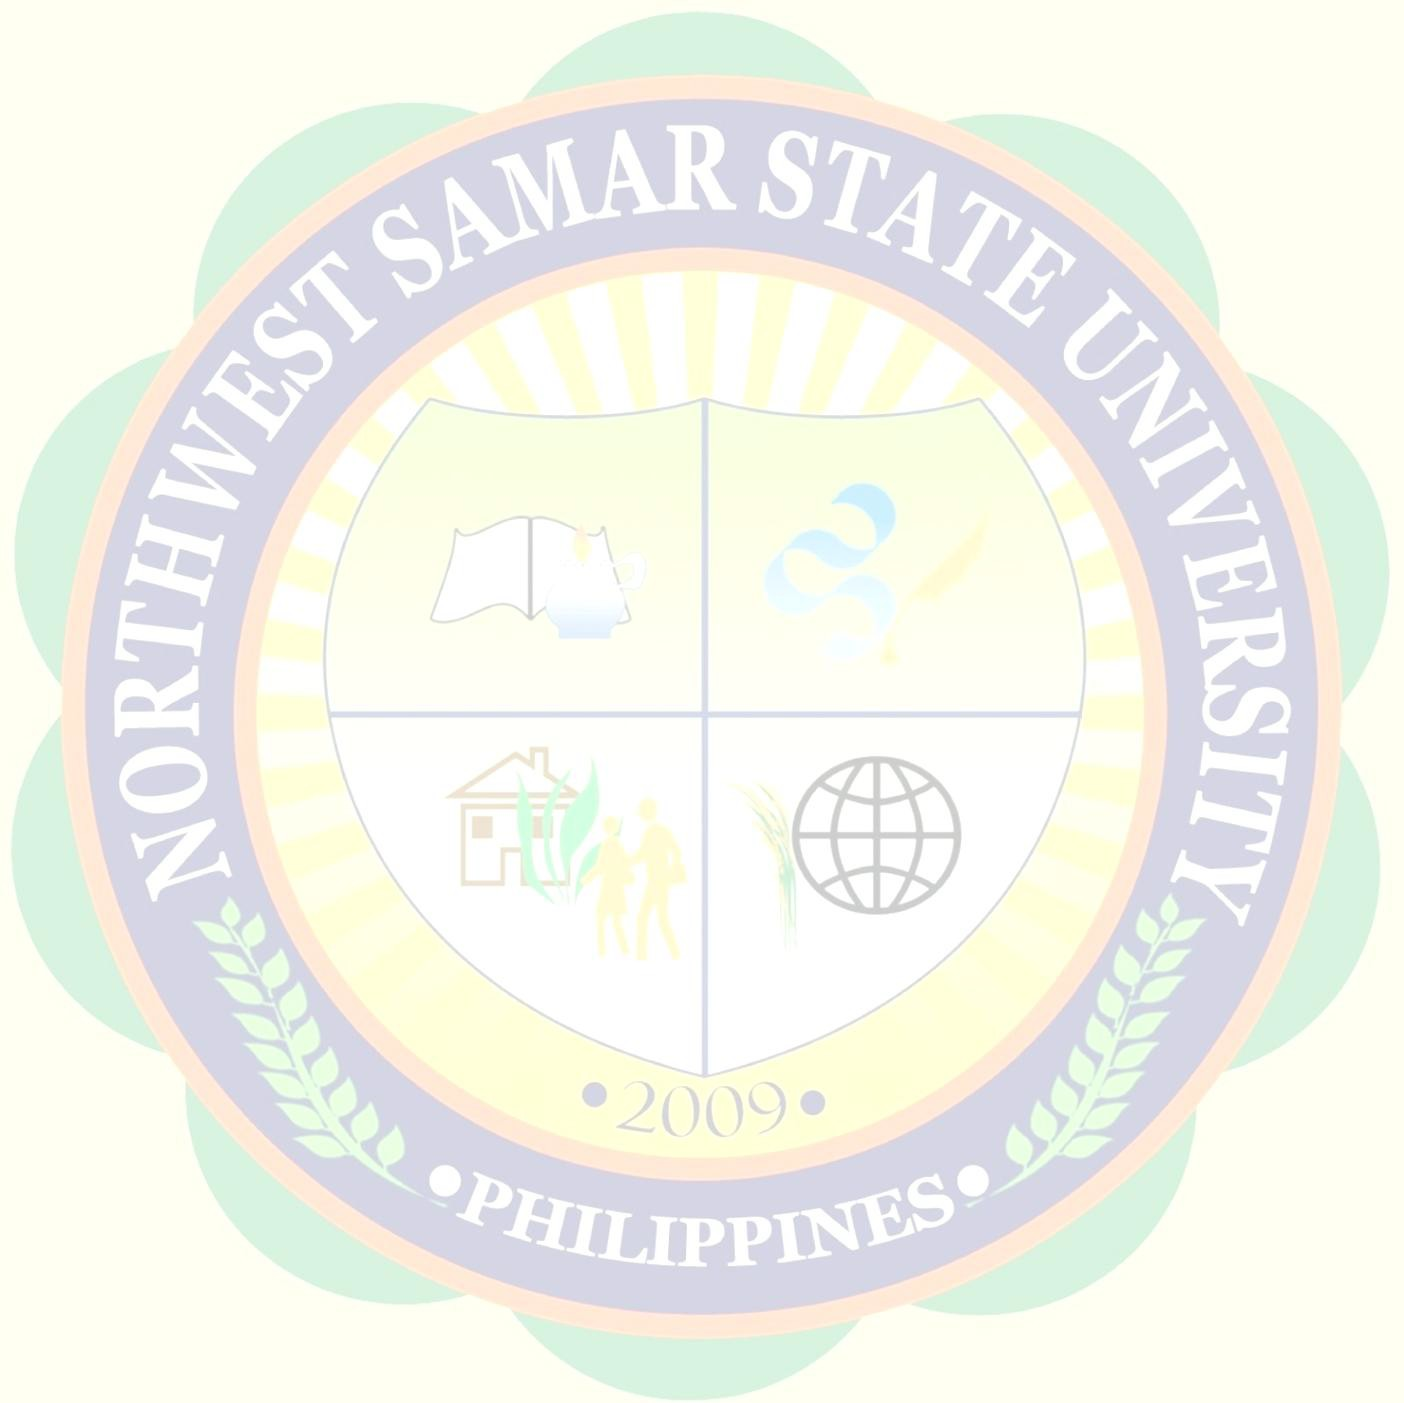 NORTHWEST SAMAR STATE UNIVERSITY
•2009•
•PHILIPPINES•